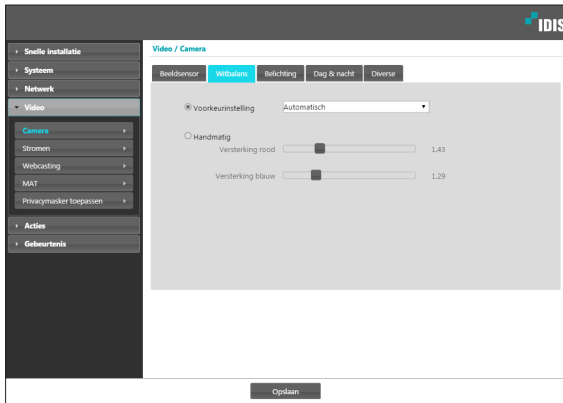 IDIS
Snelle installatie
Systeem
Netwerk
Video
Camera
Stromen
Webcasting
MAT
Privacymasker toepassen
Acties
Gebeurtenis
Video / Camera
Beeldsensor Witbalans Belichting Dag & nacht Diverse
Voorkeurinstelling Automatisch
Handmatig
Versterking rood 1.43
Versterking blauw 1.29
Opslaan